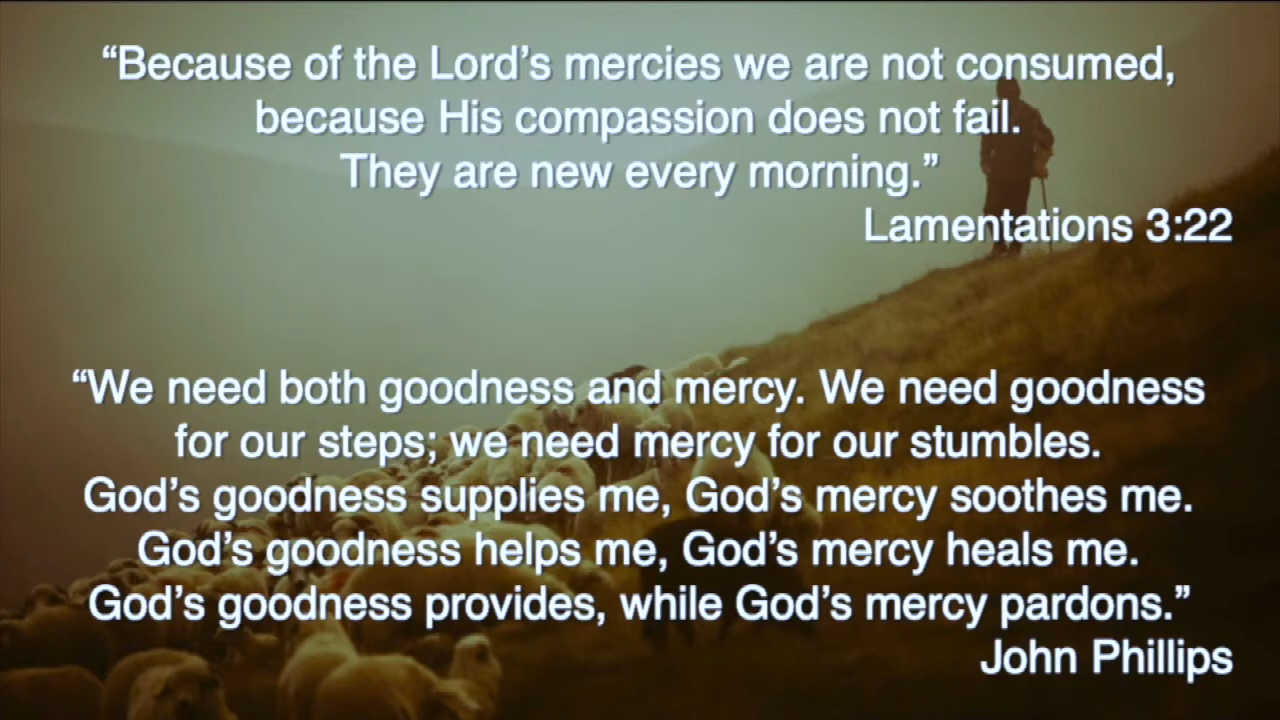 “Because of the Lord’s mercies we are not consumed,
because His compassion does not fail.
They are new every morning.”
Lamentations 3:22
“We need both goodness and mercy. We need goodness
for our steps; we need mercy for our stumbles.
God’s goodness supplies me, God’s mercy soothes me.
God’s goodness helps me, God’s mercy heals me.
God’s goodness provides, while God’s mercy pardons.”
John Phillips